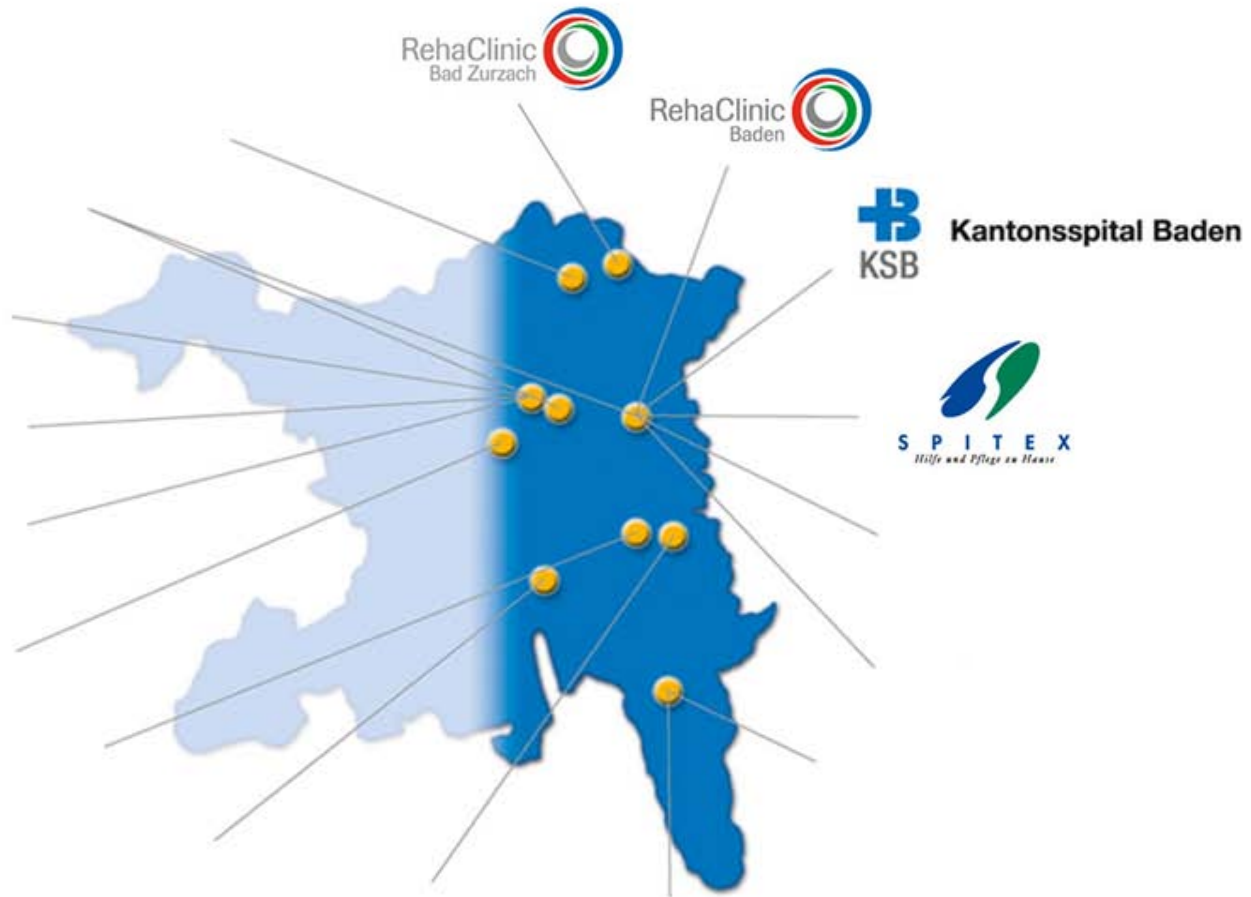 RehaClinic
Bad Zurzach
RehaClinic
Baden
KSB
Kantonsspital Baden
SPITEX
Hilfe und Pflege zu Hause